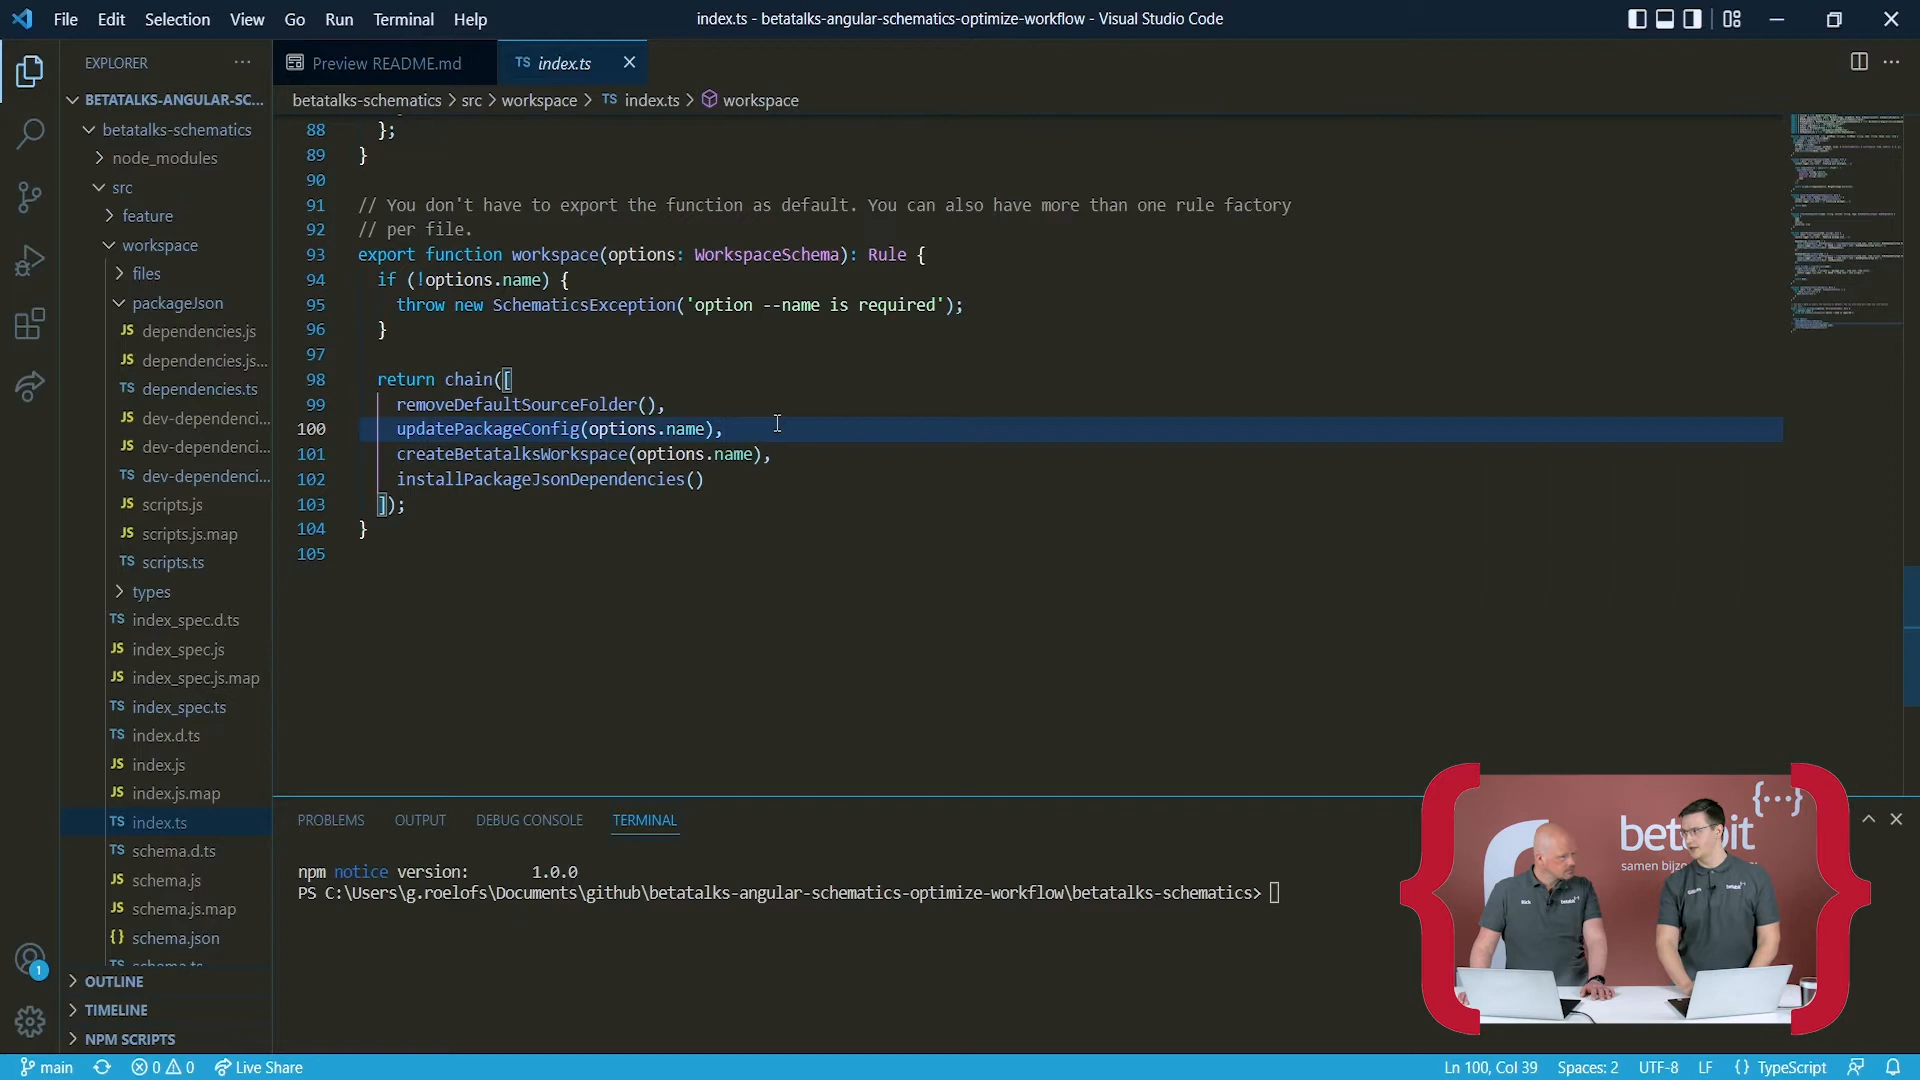 File Edit Selection View Go Run Terminal Help
index.ts - betatalks-angular-schematics-optimize-workflow - Visual Studio Code
EXPLORER
BETATALKS-ANGULAR-SC...
betatalks-schematics
node_modules
src
feature
workspace
files
packageJson
JS dependencies.js
JS dependencies.js...
TS dependencies.ts
JS dev-dependenci...
JS dev-dependenci...
TS dev-dependenci...
JS scripts.js
JS scripts.js.map
TS scripts.ts
types
TS index_spec.d.ts
JS index_spec.js
JS index_spec.js.map
TS index_spec.ts
TS index.d.ts
JS index.js
JS index.js.map
TS index.ts
TS schema.d.ts
JS schema.js
JS schema.js.map
{} schema.json
TS schema.ts
OUTLINE
TIMELINE
NPM SCRIPTS
1
Preview README.md
TS index.ts
betatalks-schematics > src > workspace > TS index.ts > workspace
88 };
89 }
90
91 // You don't have to export the function as default. You can also have more than one rule factory
92 // per file.
93 export function workspace(options: WorkspaceSchema): Rule {
94 if (!options.name) {
95 throw new SchematicsException('option --name is required');
96 }
97
98 return chain([
99 removeDefaultSourceFolder(),
100 updatePackageConfig(options.name),
101 createBetatalksWorkspace(options.name),
102 installPackageJsonDependencies()
103 ]);
104 }
105
PROBLEMS OUTPUT DEBUG CONSOLE TERMINAL
npm notice version: 1.0.0
PS C:\Users\g.roelofs\Documents\github\betatalks-angular-schematics-optimize-workflow\betatalks-schematics>
{...}
samen bijzo
Rick
main 0 0 Live Share
Ln 100, Col 39 Spaces: 2 UTF-8 LF {} TypeScript